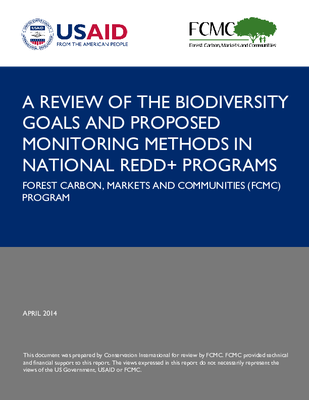 USAID
FROM THE AMERICAN PEOPLE
FCMC
Forest Carbon, Markets and Communities
A REVIEW OF THE BIODIVERSITY
GOALS AND PROPOSED
MONITORING METHODS IN
NATIONAL REDD+ PROGRAMS
FOREST CARBON, MARKETS AND COMMUNITIES (FCMC)
PROGRAM
APRIL 2014
This document was prepared by Conservation International for review by FCMC. FCMC provided technical
and financial support to this report. The views expressed in this report do not necessarily represent the
views of the US Government, USAID or FCMC.